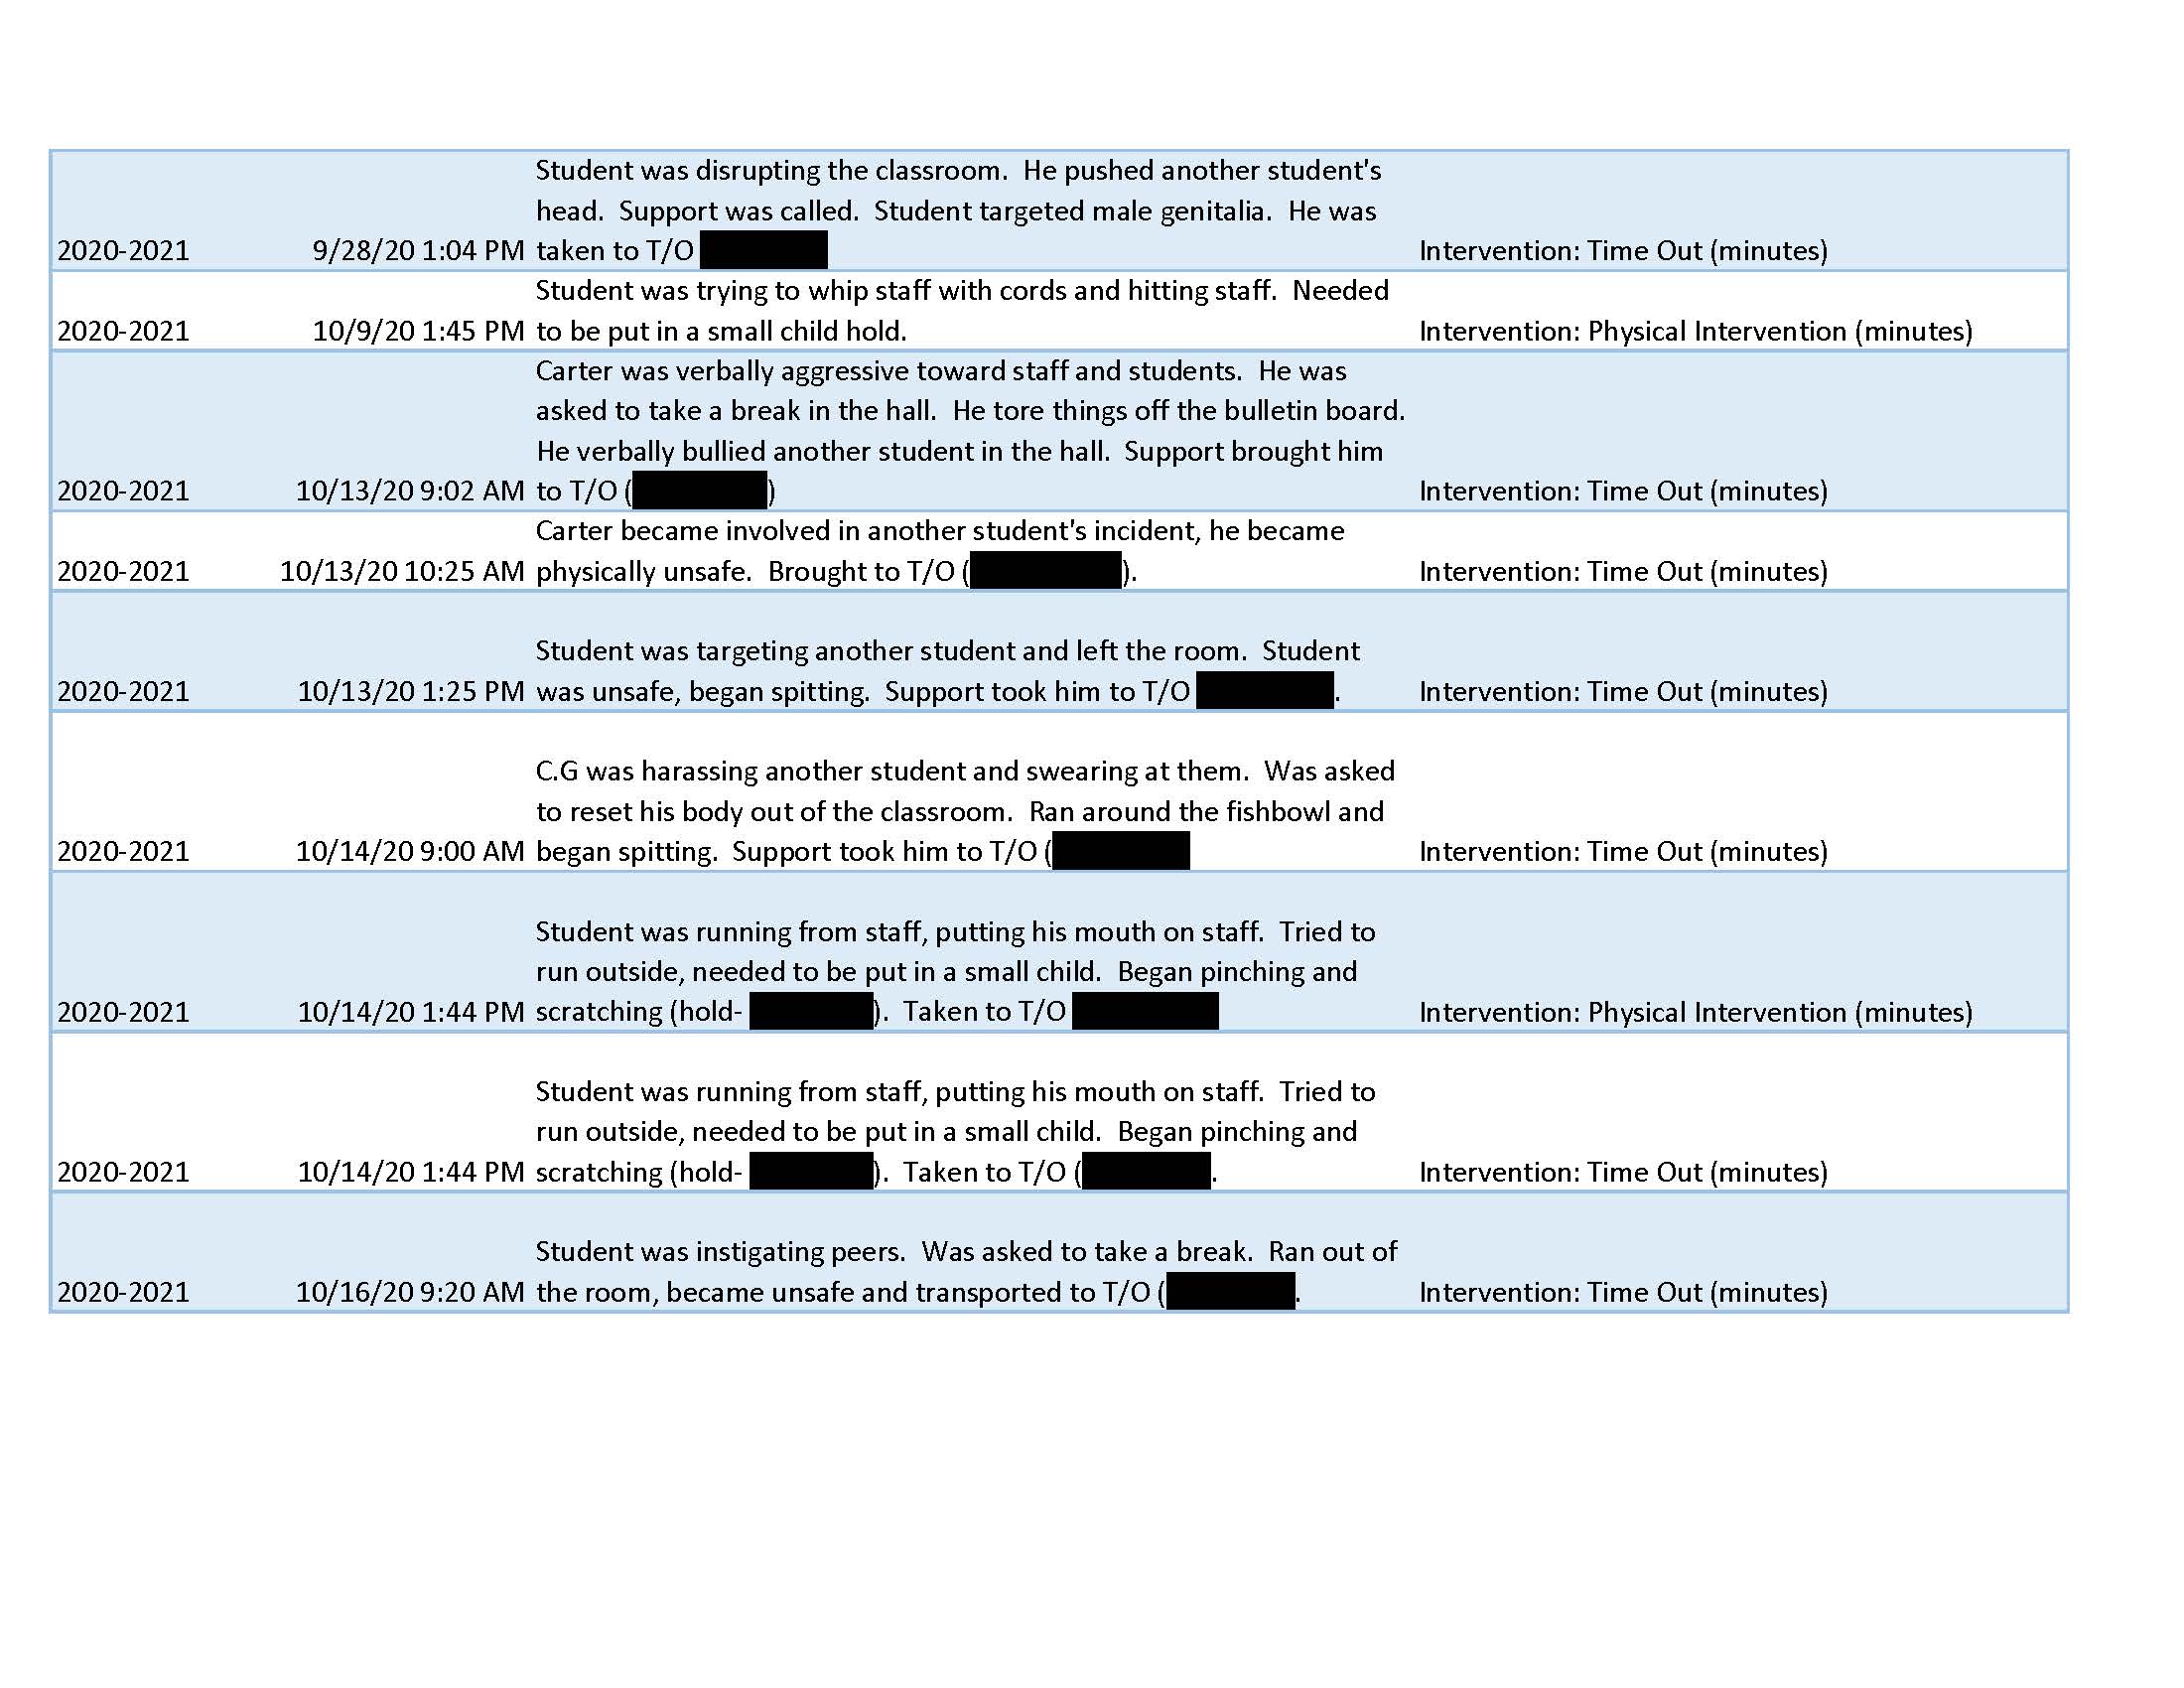 Student was disrupting the classroom.  He pushed another student's
head.  Support was called.  Student targeted male genitalia.  He was
2020-2021 9/28/20 1:04 PM taken to T/O Intervention: Time Out (minutes)
Student was trying to whip staff with cords and hitting staff.  Needed
2020-2021 10/9/20 1:45 PM to be put in a small child hold. Intervention: Physical Intervention (minutes)
Carter was verbally aggressive toward staff and students.  He was
asked to take a break in the hall.  He tore things off the bulletin board.
He verbally bullied another student in the hall.  Support brought him
2020-2021 10/13/20 9:02 AM to T/O ( ) Intervention: Time Out (minutes)
Carter became involved in another student's incident, he became
2020-2021 10/13/20 10:25 AM physically unsafe.  Brought to T/O ( ). Intervention: Time Out (minutes)
Student was targeting another student and left the room.  Student
2020-2021 10/13/20 1:25 PM was unsafe, began spitting.  Support took him to T/O . Intervention: Time Out (minutes)
C.G was harassing another student and swearing at them.  Was asked
to reset his body out of the classroom.  Ran around the fishbowl and
2020-2021 10/14/20 9:00 AM began spitting.  Support took him to T/O ( Intervention: Time Out (minutes)
Student was running from staff, putting his mouth on staff.  Tried to
run outside, needed to be put in a small child.  Began pinching and
2020-2021 10/14/20 1:44 PM scratching (hold- ).  Taken to T/O Intervention: Physical Intervention (minutes)
Student was running from staff, putting his mouth on staff.  Tried to
run outside, needed to be put in a small child.  Began pinching and
2020-2021 10/14/20 1:44 PM scratching (hold- ).  Taken to T/O ( . Intervention: Time Out (minutes)
Student was instigating peers.  Was asked to take a break.  Ran out of
2020-2021 10/16/20 9:20 AM the room, became unsafe and transported to T/O ( . Intervention: Time Out (minutes)